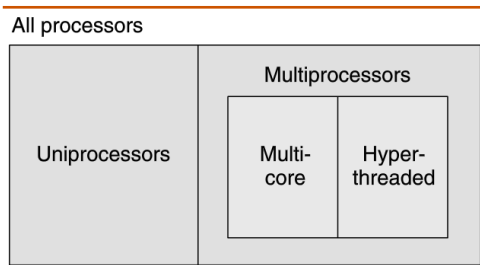 All processors
Multiprocessors
Uniprocessors
Multi-
core
Hyper-
threaded